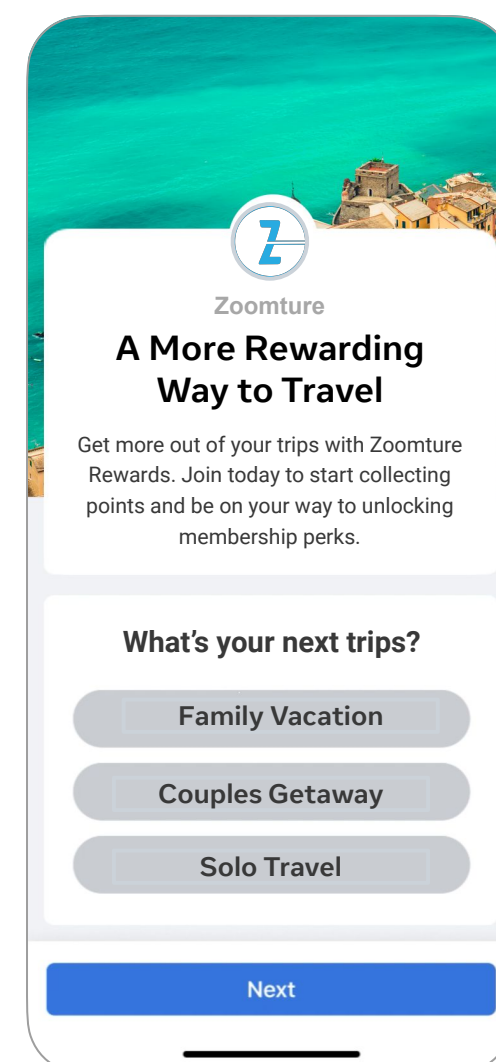 Z
Zoomture
A More Rewarding
Way to Travel
Get more out of your trips with Zoomture
Rewards. Join today to start collecting
points and be on your way to unlocking
membership perks.
What’s your next trips?
Family Vacation
Couples Getaway
Solo Travel
Next